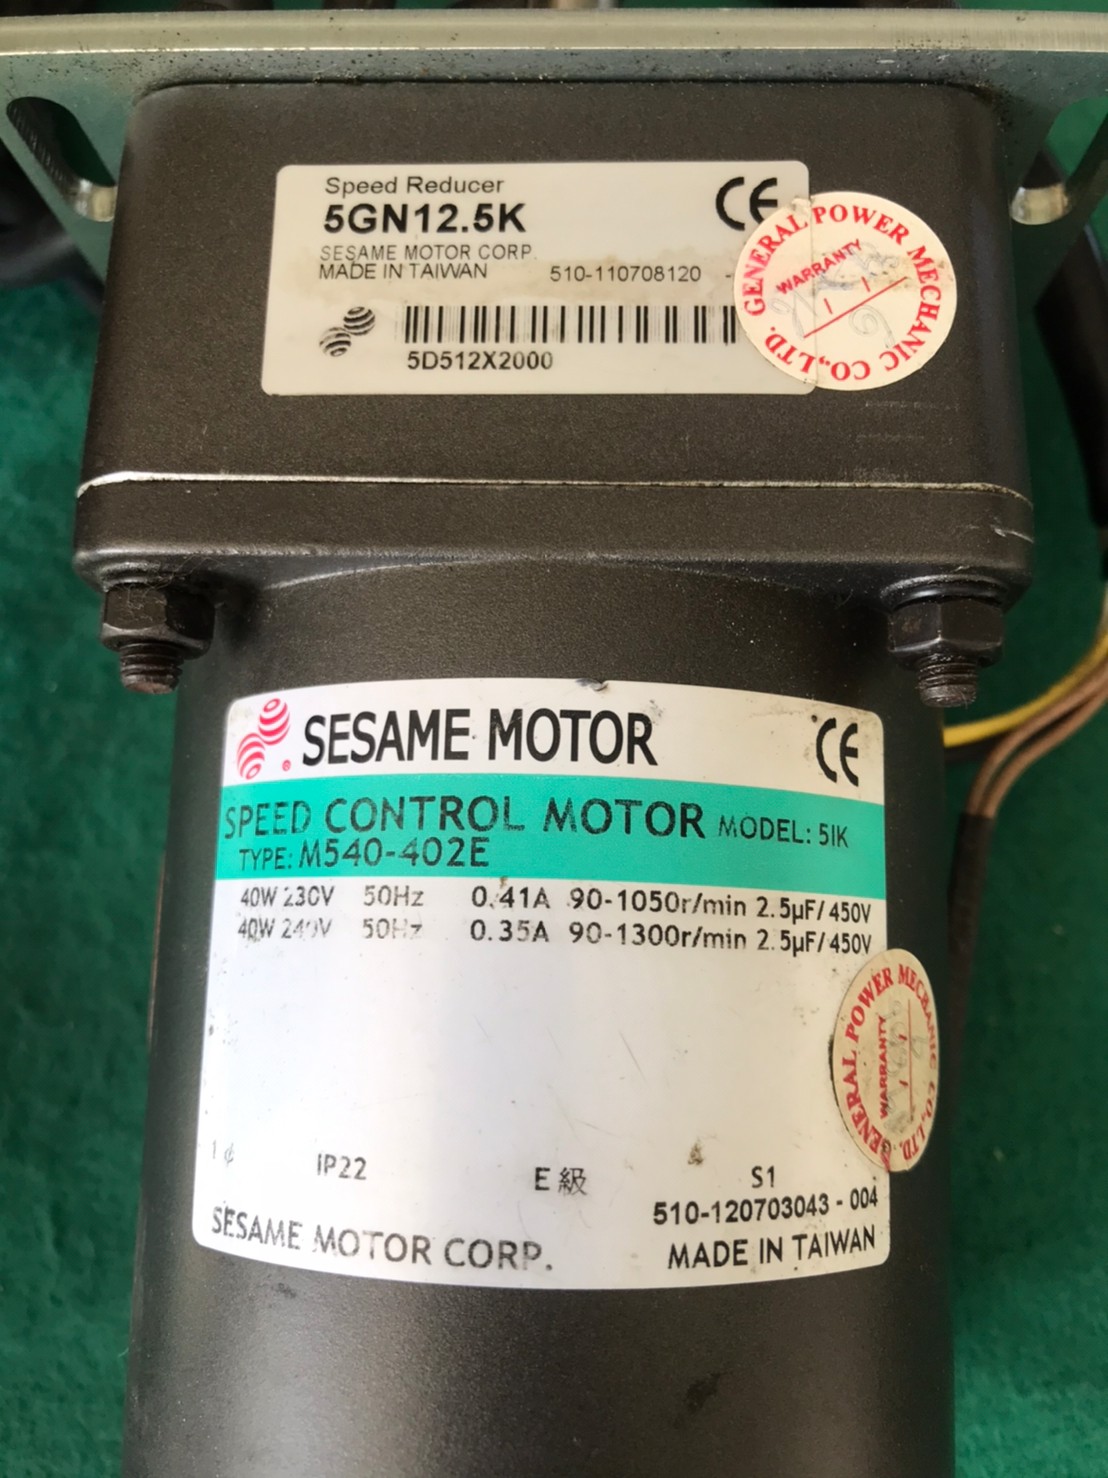 Speed Reducer
5GN12.5K
CE
SESAME MOTOR CORP.
MADE IN TAIWAN 510-110708120 -
5D512X2000
GENERAL POWER MECHANIC CO.,LTD.
WARRANTY
SESAME MOTOR CE
SPEED CONTROL MOTOR MODEL: 5IK
TYPE: M540-402E
40W 230V 50Hz 0.41A 90-1050r/min 2.5µF/450V
40W 240V 50Hz 0.35A 90-1300r/min 2.5µF/450V
GENERAL POWER MECHANIC CO.,LTD.
WARRANTY
1 ϕ IP22 E級 S1
510-120703043 - 004
SESAME MOTOR CORP. MADE IN TAIWAN